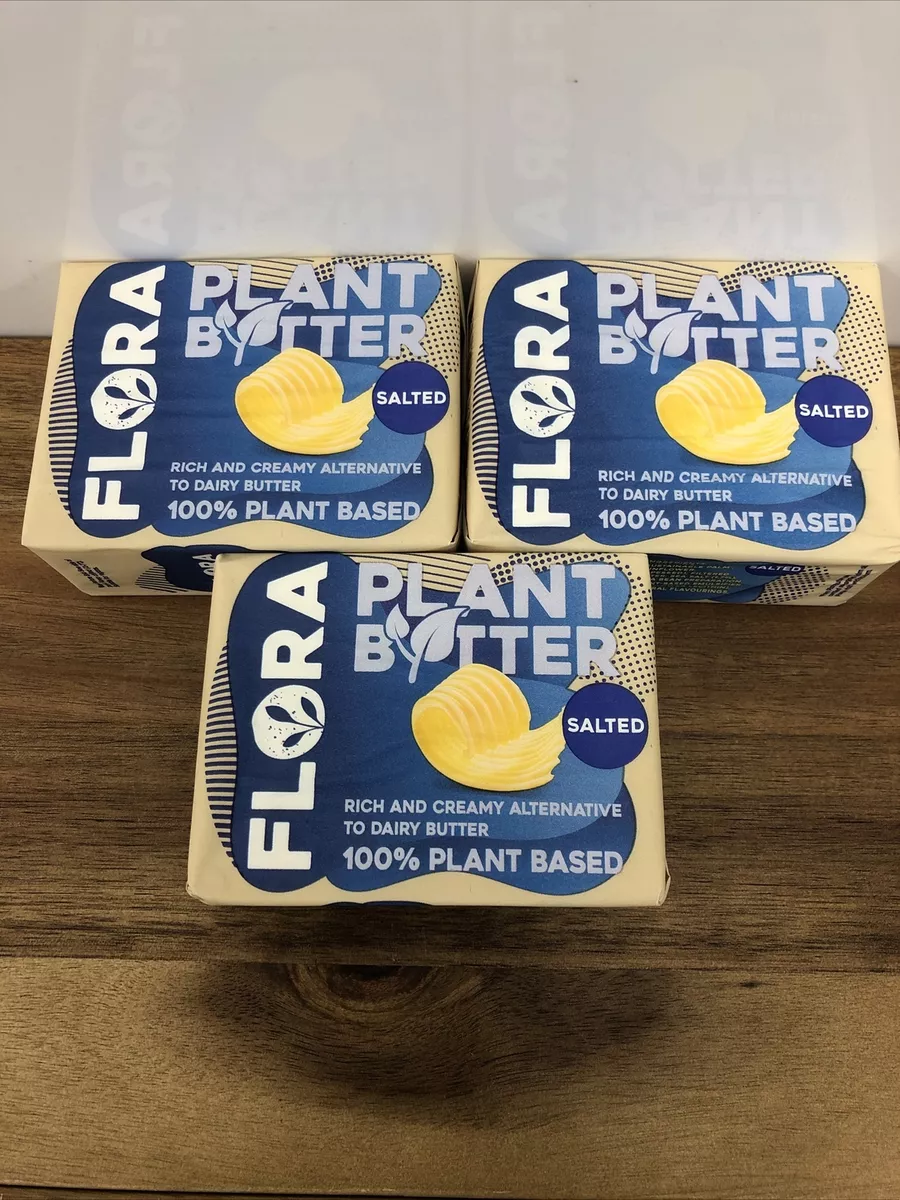 FLORA
PLANT
BUTTER
SALTED
RICH AND CREAMY ALTERNATIVE
TO DAIRY BUTTER
100% PLANT BASED
FLORA
PLANT
BUTTER
SALTED
RICH AND CREAMY ALTERNATIVE
TO DAIRY BUTTER
100% PLANT BASED
SALTED
FLAVOURINGS.
FLORA
PLANT
BUTTER
SALTED
RICH AND CREAMY ALTERNATIVE
TO DAIRY BUTTER
100% PLANT BASED